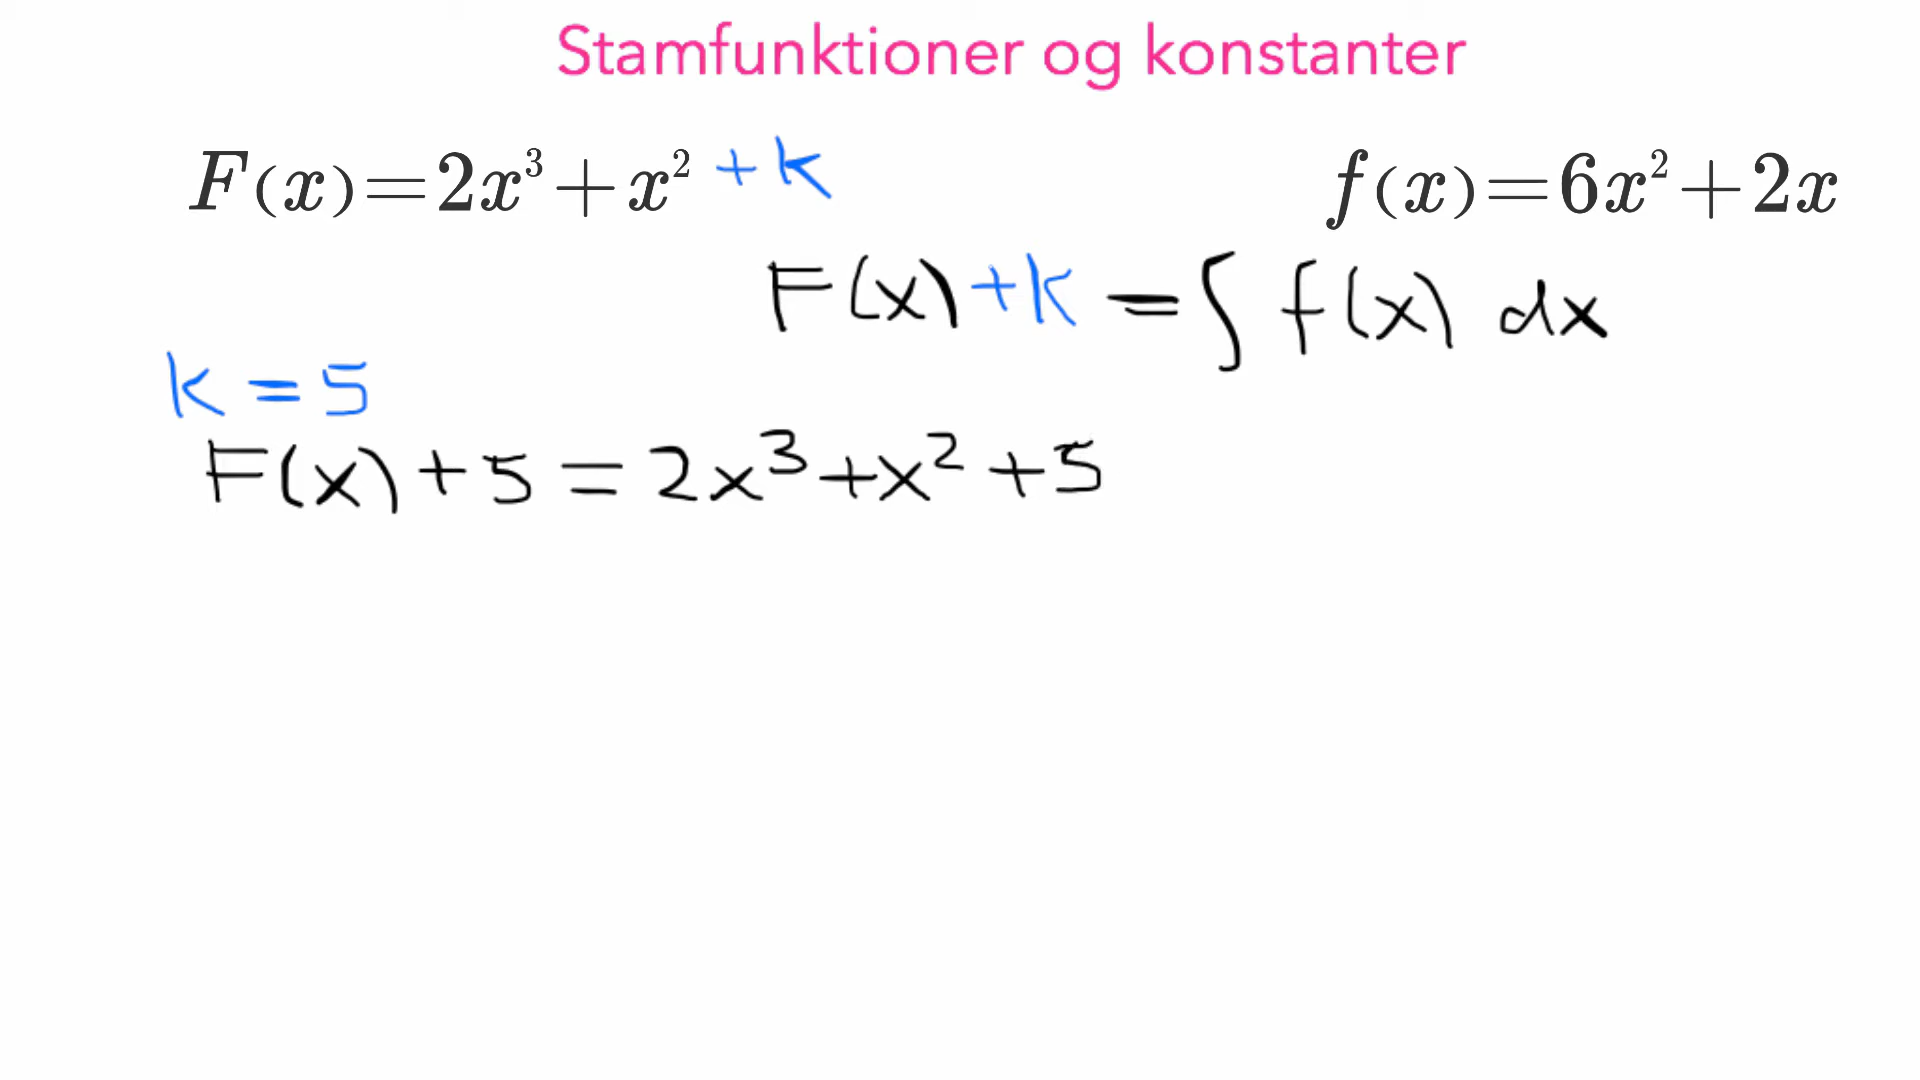 Stamfunktioner og konstanter
F(x)=2x³+x² +k f(x)=6x²+2x
F(x)+k = ∫ f(x) dx
k=5
F(x)+5=2x³+x²+5